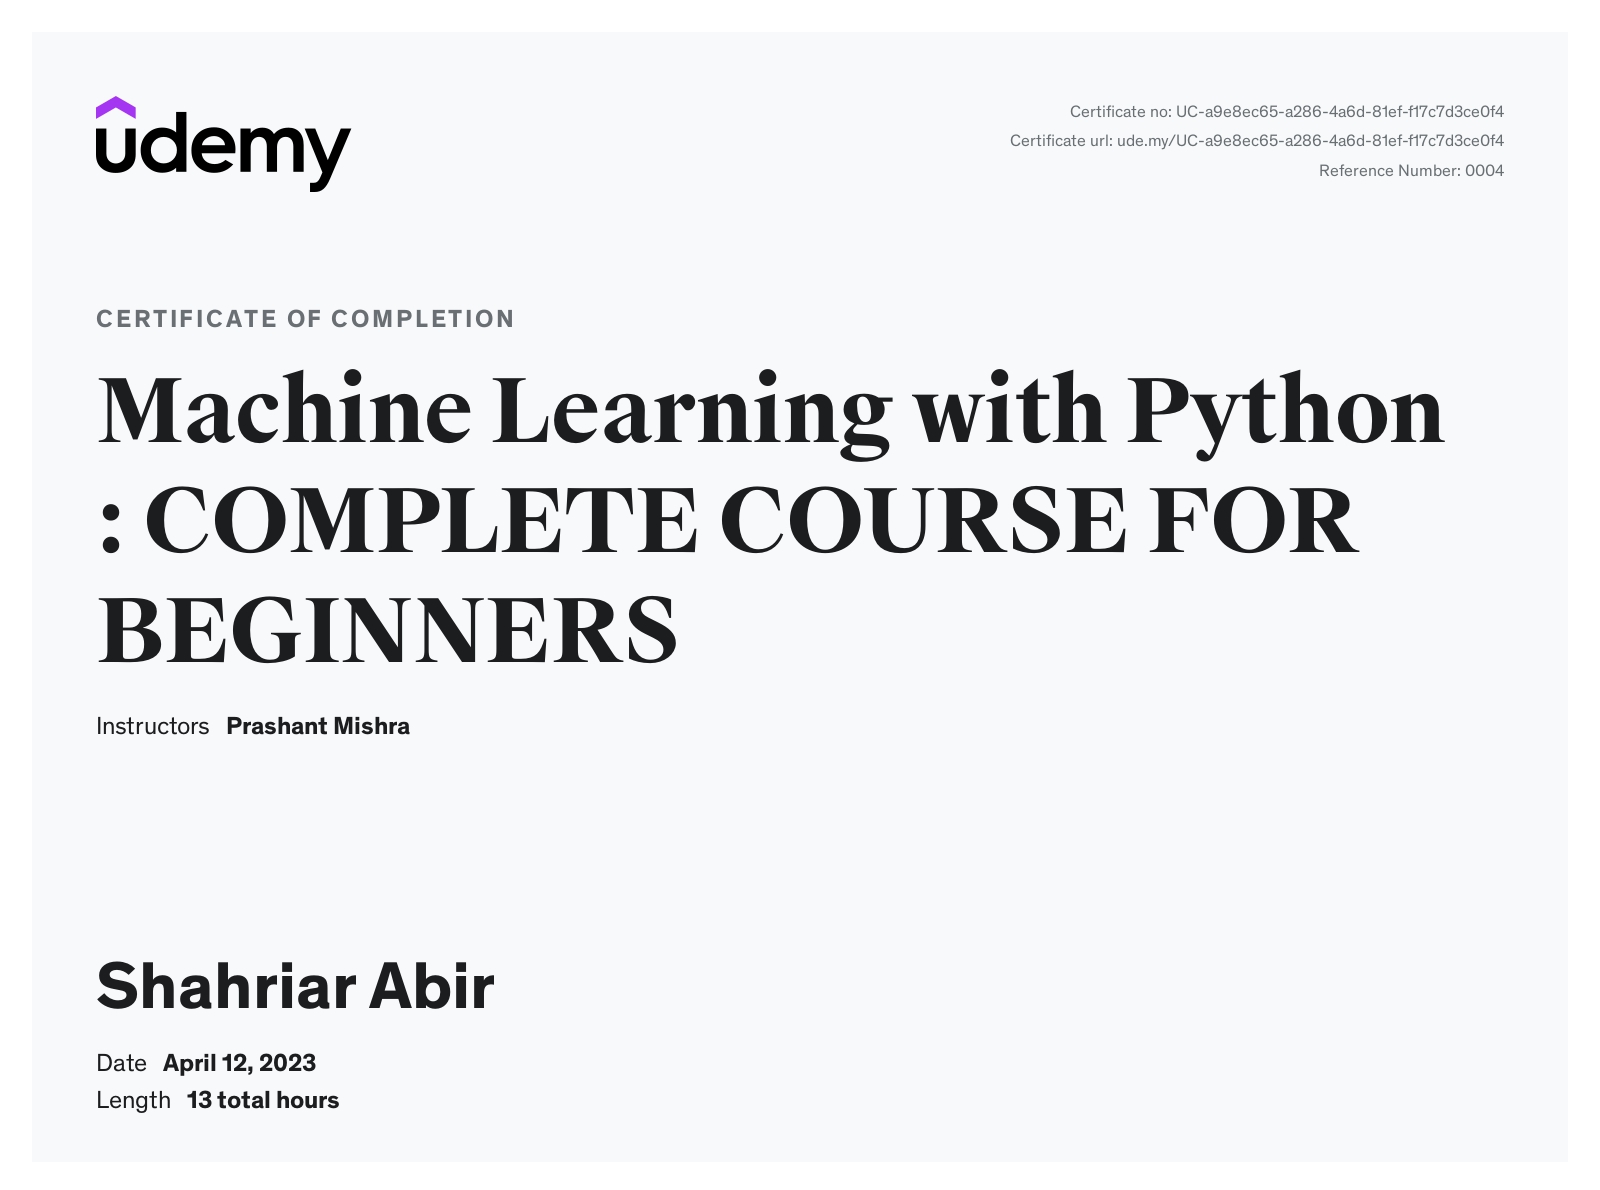 udemy
Certificate no: UC-a9e8ec65-a286-4a6d-81ef-f17c7d3ce0f4
Certificate url: ude.my/UC-a9e8ec65-a286-4a6d-81ef-f17c7d3ce0f4
Reference Number: 0004
CERTIFICATE OF COMPLETION
Machine Learning with Python
: COMPLETE COURSE FOR
BEGINNERS
Instructors Prashant Mishra
Shahriar Abir
Date April 12, 2023
Length 13 total hours